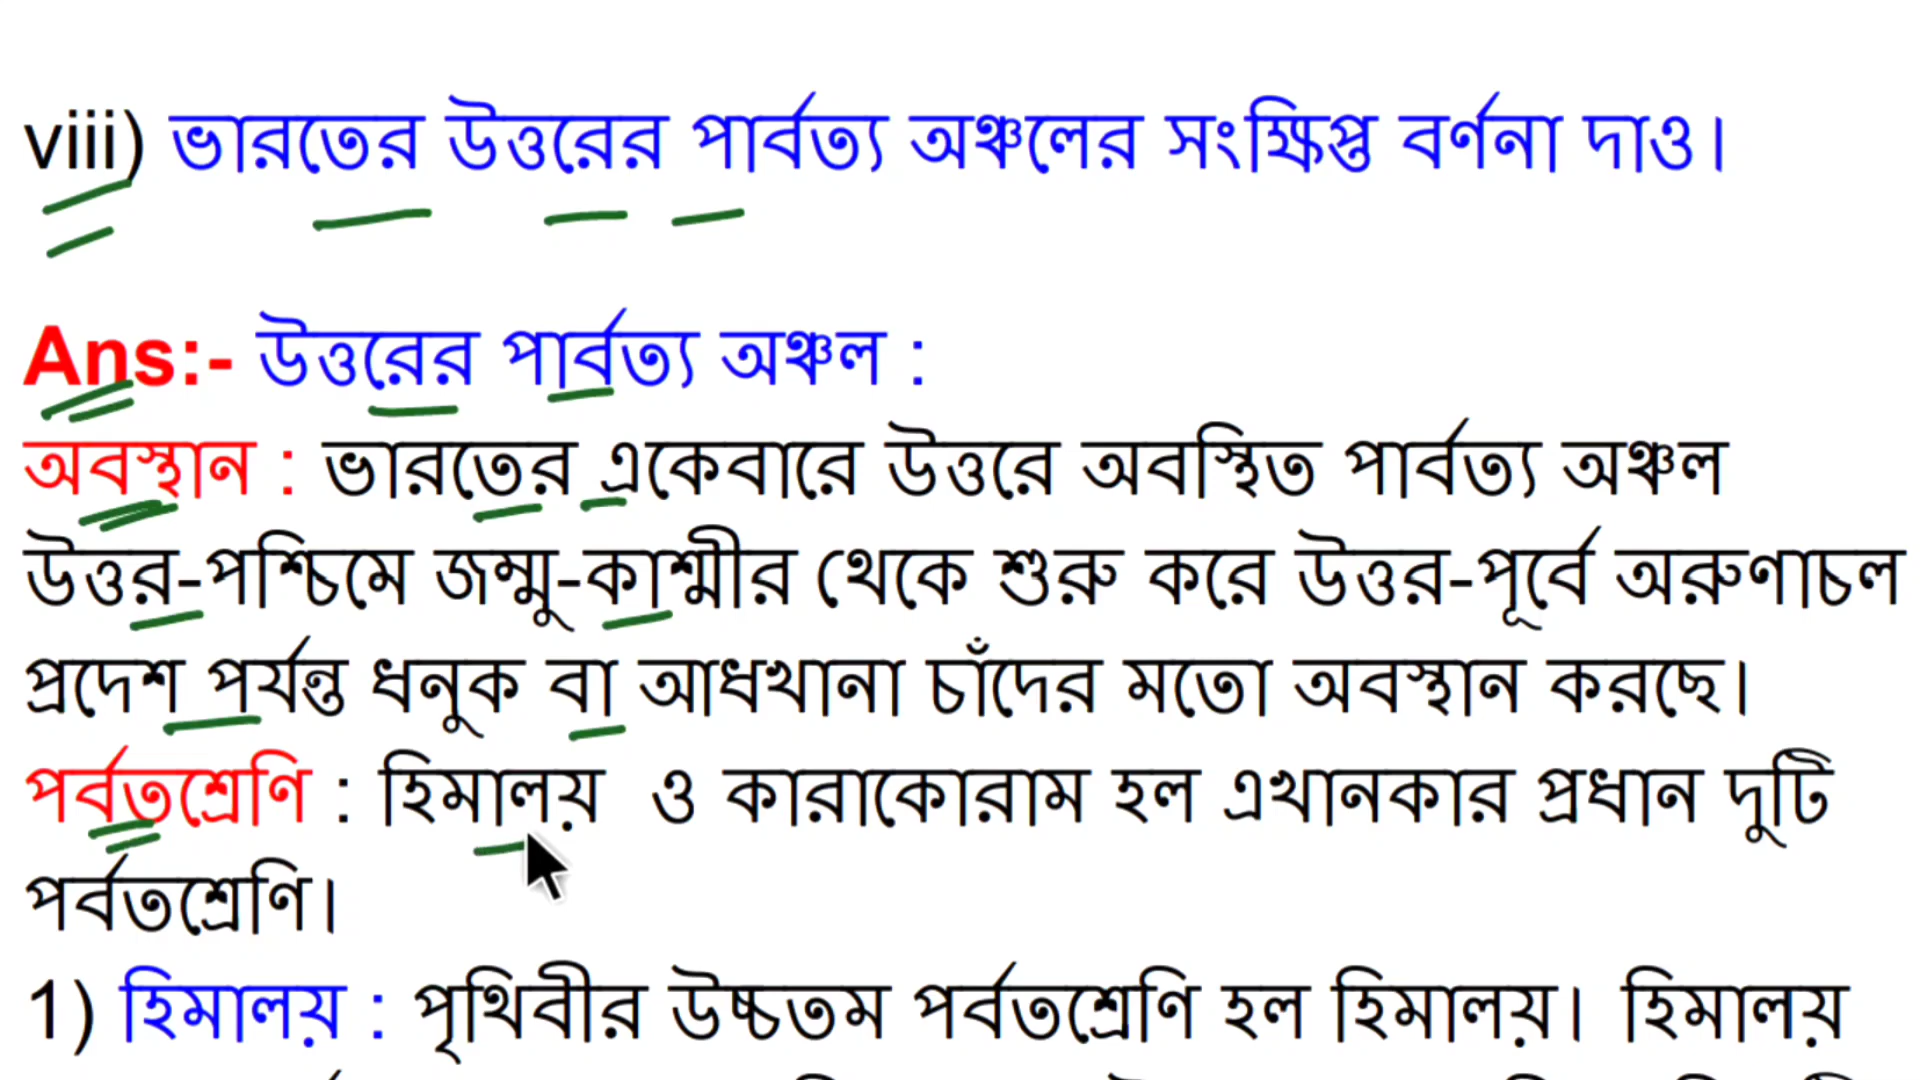 viii) ভারতের উত্তরের পার্বত্য অঞ্চলের সংক্ষিপ্ত বর্ণনা দাও।
Ans:- উত্তরের পার্বত্য অঞ্চল :
অবস্থান : ভারতের একেবারে উত্তরে অবস্থিত পার্বত্য অঞ্চল
উত্তর-পশ্চিমে জম্মু-কাশ্মীর থেকে শুরু করে উত্তর-পূর্বে অরুণাচল
প্রদেশ পর্যন্ত ধনুক বা আধখানা চাঁদের মতো অবস্থান করছে।
পর্বতশ্রেণি : হিমালয় ও কারাকোরাম হল এখানকার প্রধান দুটি
পর্বতশ্রেণি।
1) হিমালয় : পৃথিবীর উচ্চতম পর্বতশ্রেণি হল হিমালয়। হিমালয়